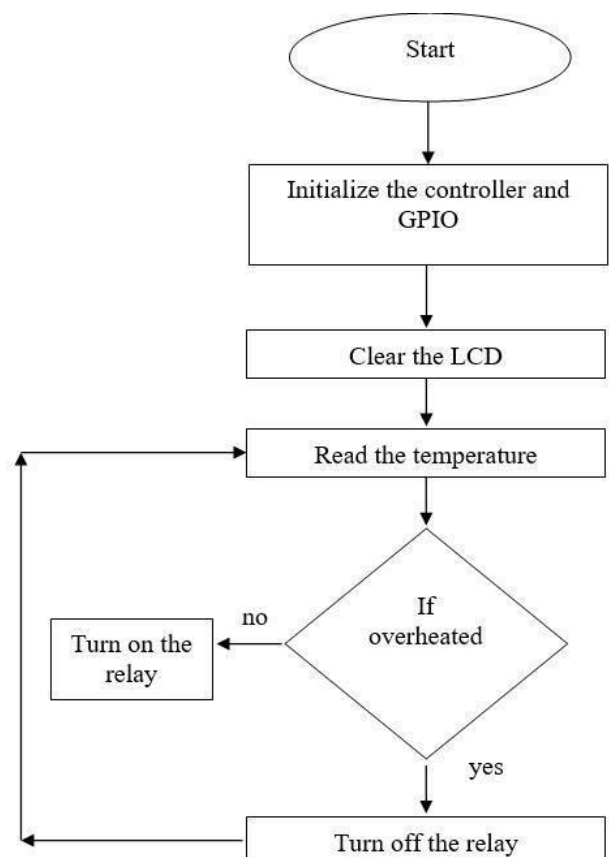 Start
Initialize the controller and
GPIO
Clear the LCD
Read the temperature
If
overheated
no
Turn on the
relay
yes
Turn off the relay